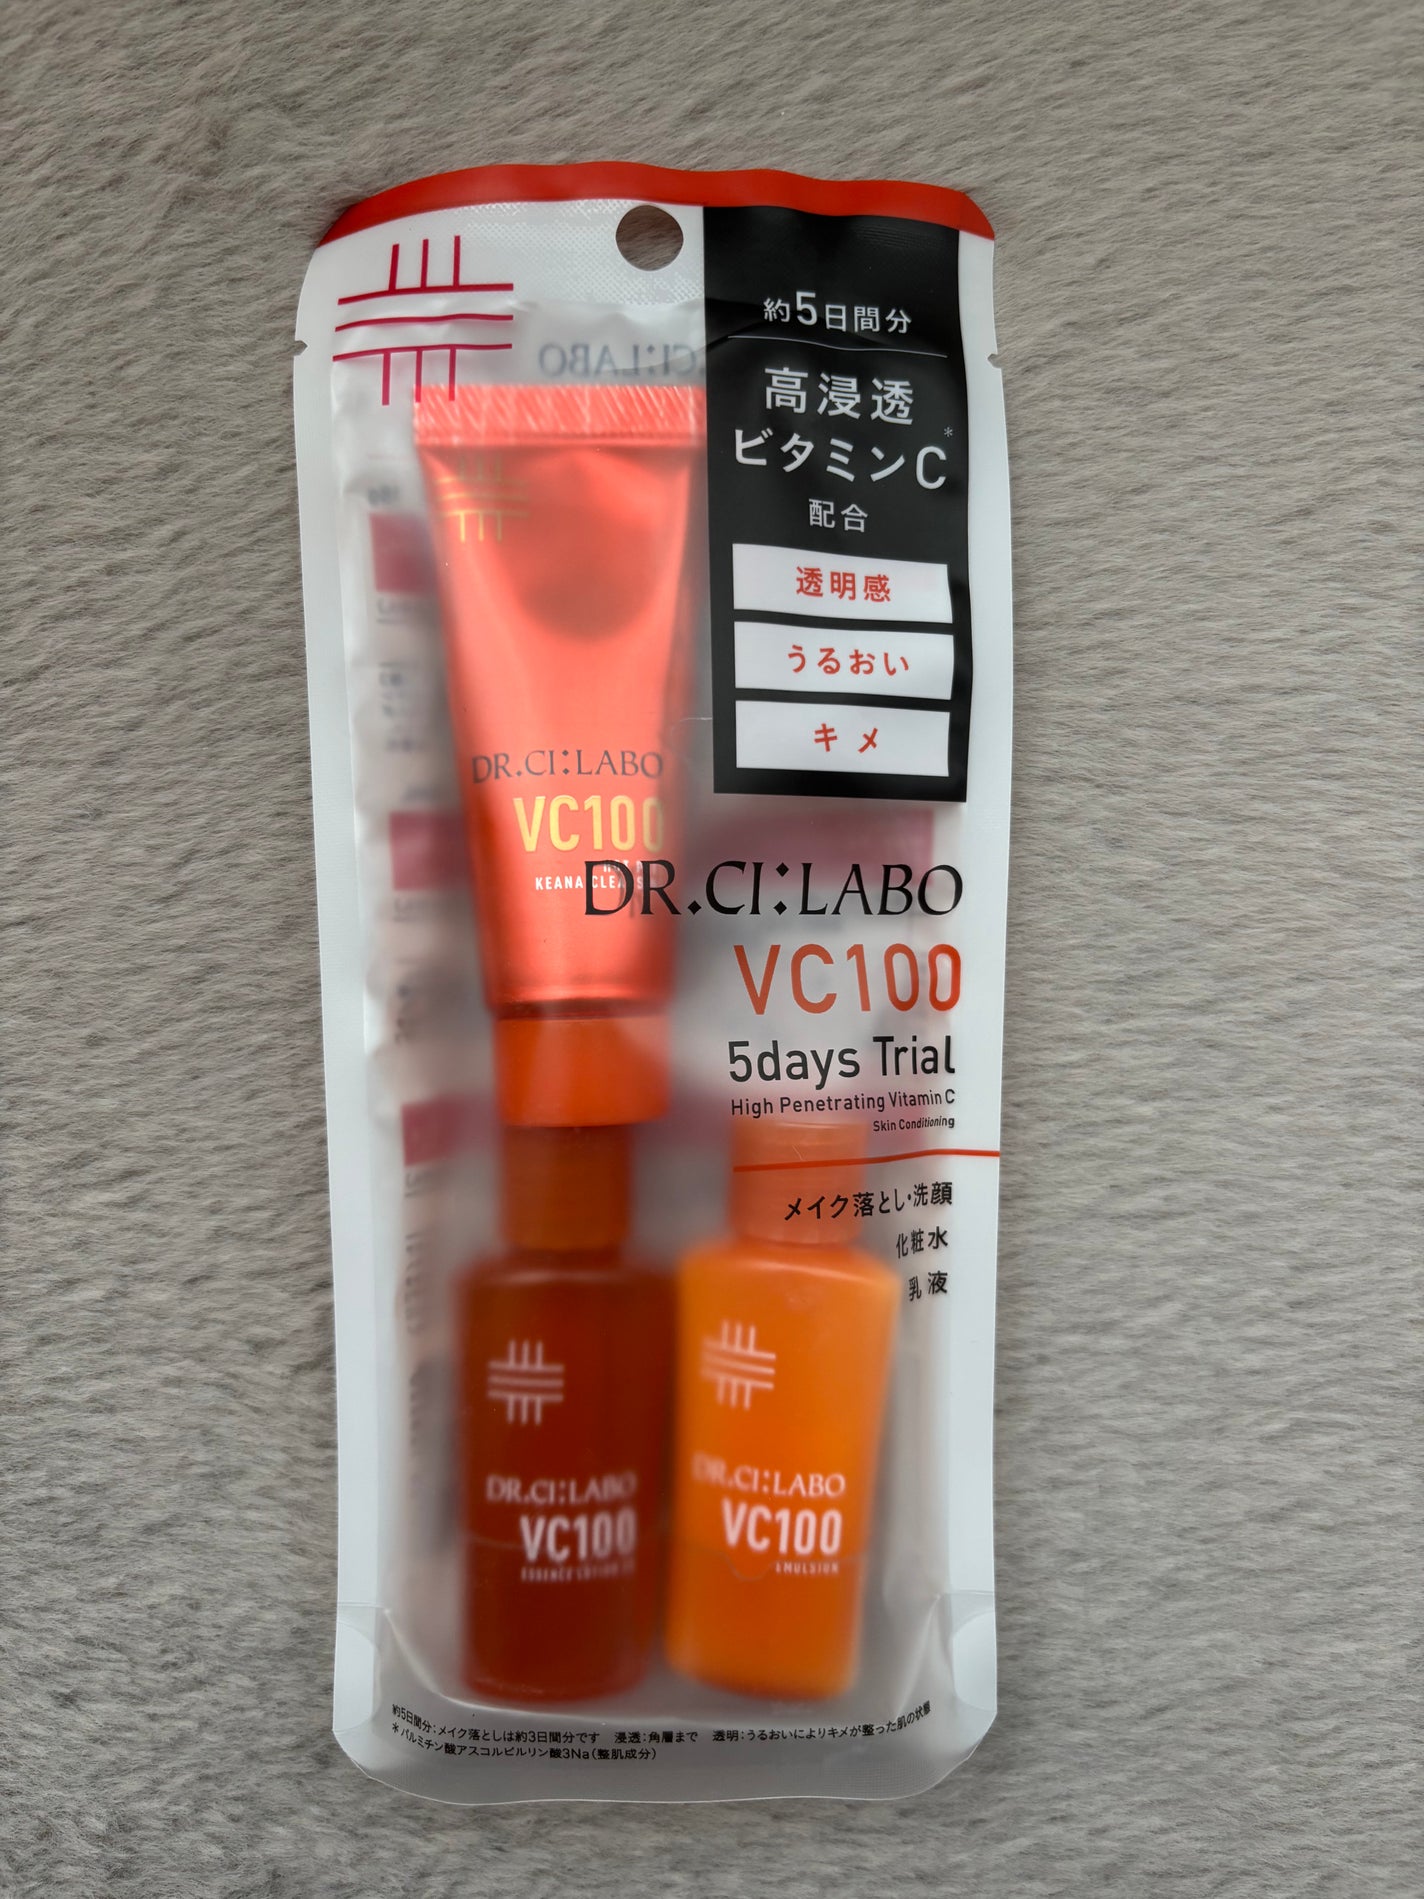 約5日間分
高浸透
ビタミンC*
配合
透明感
うるおい
キメ
DR.CI:LABO
VC100
KEANA
DR.CI:LABO
VC100
5days Trial
High Penetrating Vitamin C
Skin Conditioning
メイク落とし・洗顔
化粧水
乳液
DR.CI:LABO
VC100
ESSENCE LOTION
DR.CI:LABO
VC100
EMULSION
約5日間分:メイク落としは約3日間分です 浸透:角層まで 透明:うるおいによりキメが整った肌の状態
*パルミチン酸アスコルビルリン酸3Na(整肌成分)